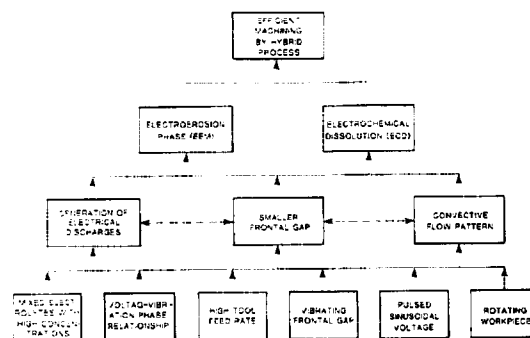 EFFICIENT
MACHINING
BY HYBRID
PROCESS
ELECTROEROSION
PHASE (EEM)
ELECTROCHEMICAL
DISSOLUTION (ECD)
GENERATION OF
ELECTRICAL
DISCHARGES
SMALLER
FRONTAL GAP
CONVECTIVE
FLOW PATTERN
MIXED ELECT
ROLYTES WITH
HIGH CONCEN-
TRATIONS
VOLTAG-VIBR-
ATION PHASE
RELATIONSHIP
HIGH TOOL
FEED RATE
VIBRATING
FRONTAL GAP
PULSED
SINUSOIDAL
VOLTAGE
ROTATING
WORKPIECE